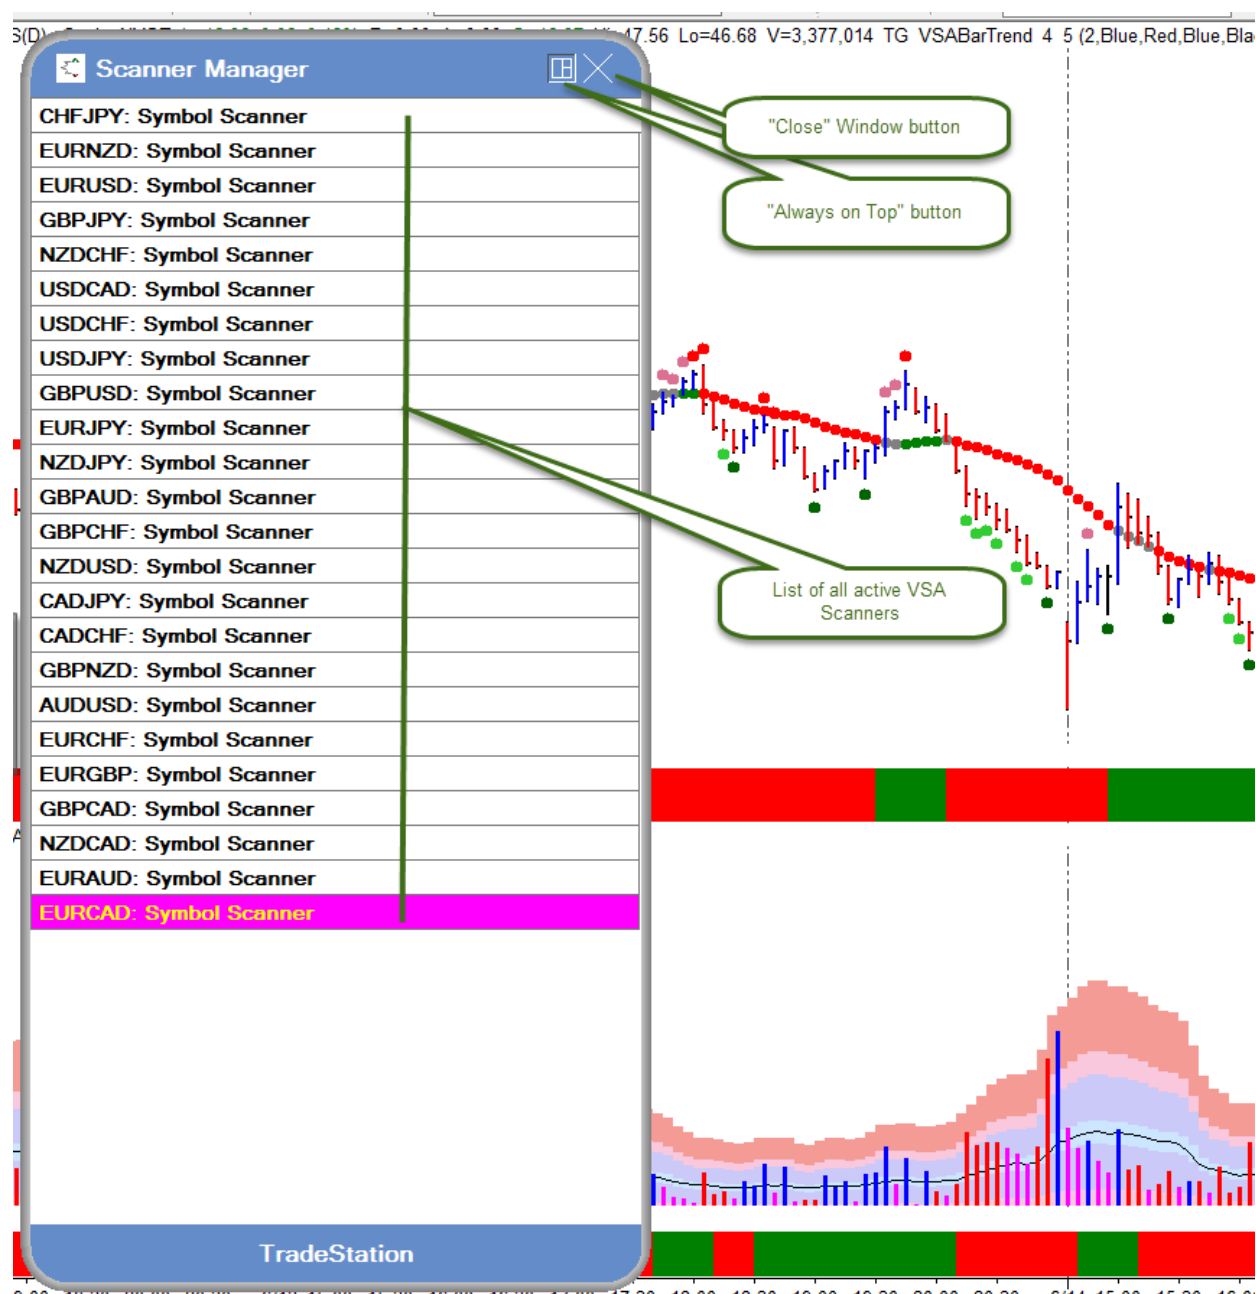 47.56 Lo=46.68 V=3,377,014 TG VSABarTrend 4 5 (2,Blue,Red,Blue,Bla
Scanner Manager
CHFJPY: Symbol Scanner
EURNZD: Symbol Scanner
EURUSD: Symbol Scanner
GBPJPY: Symbol Scanner
NZDCHF: Symbol Scanner
USDCAD: Symbol Scanner
USDCHF: Symbol Scanner
USDJPY: Symbol Scanner
GBPUSD: Symbol Scanner
EURJPY: Symbol Scanner
NZDJPY: Symbol Scanner
GBPAUD: Symbol Scanner
GBPCHF: Symbol Scanner
NZDUSD: Symbol Scanner
CADJPY: Symbol Scanner
CADCHF: Symbol Scanner
GBPNZD: Symbol Scanner
AUDUSD: Symbol Scanner
EURCHF: Symbol Scanner
EURGBP: Symbol Scanner
GBPCAD: Symbol Scanner
NZDCAD: Symbol Scanner
EURAUD: Symbol Scanner
EURCAD: Symbol Scanner
TradeStation
"Close" Window button
"Always on Top" button
List of all active VSA
Scanners